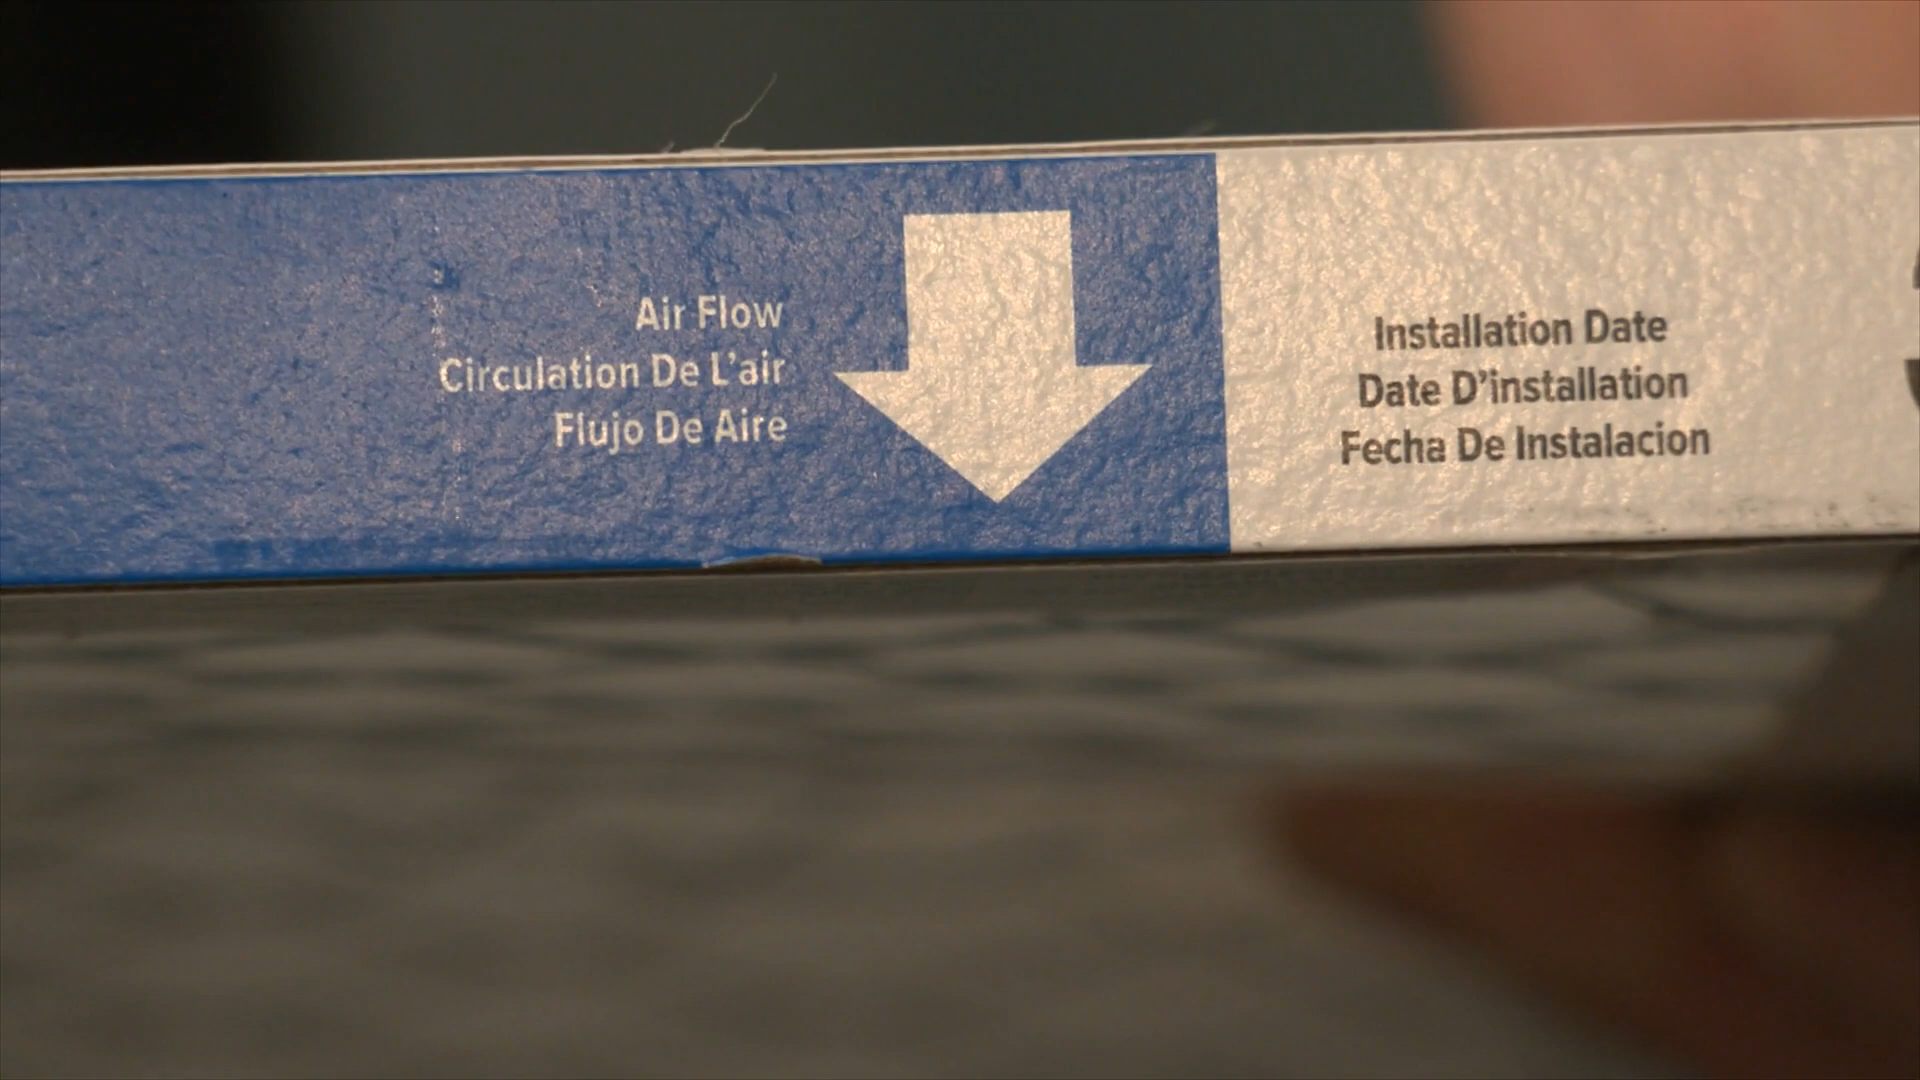 Air Flow
Circulation De L'air
Flujo De Aire
Installation Date
Date D'installation
Fecha De Instalacion